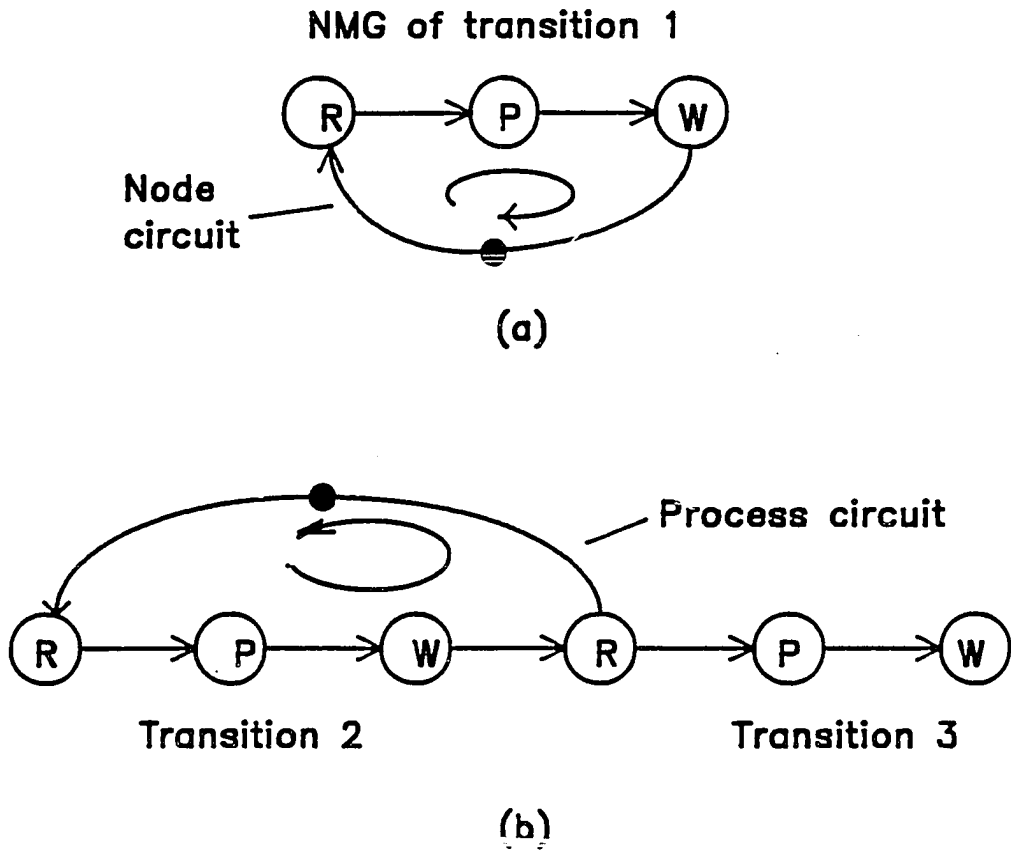 NMG of transition 1
R P W
Node
circuit
(a)
Process circuit
R P W R P W
Transition 2 Transition 3
(b)